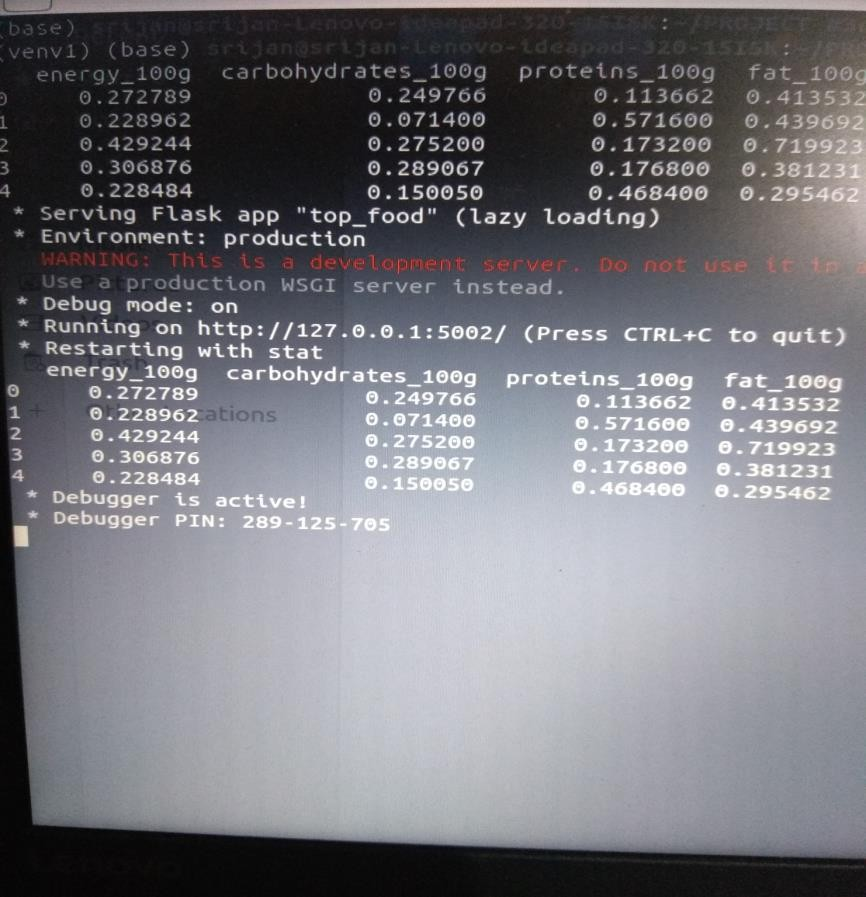 (base) srijan@srijan-Lenovo-ideapad-320-15ISK:~/PROJECT
(venv1) (base) srijan@srijan-Lenovo-ideapad-320-15ISK:~/PR
energy_100g carbohydrates_100g proteins_100g fat_100g
0 0.272789 0.249766 0.113662 0.413532
1 0.228962 0.071400 0.571600 0.439692
2 0.429244 0.275200 0.173200 0.719923
3 0.306876 0.289067 0.176800 0.381231
4 0.228484 0.150050 0.468400 0.295462
* Serving Flask app "top_food" (lazy loading)
* Environment: production
WARNING: This is a development server. Do not use it in a
Use a production WSGI server instead.
* Debug mode: on
* Running on http://127.0.0.1:5002/ (Press CTRL+C to quit)
* Restarting with stat
energy_100g carbohydrates_100g proteins_100g fat_100g
0 0.272789 0.249766 0.113662 0.413532
1 0.228962 0.071400 0.571600 0.439692
2 0.429244 0.275200 0.173200 0.719923
3 0.306876 0.289067 0.176800 0.381231
4 0.228484 0.150050 0.468400 0.295462
* Debugger is active!
* Debugger PIN: 289-125-705
Lenovo